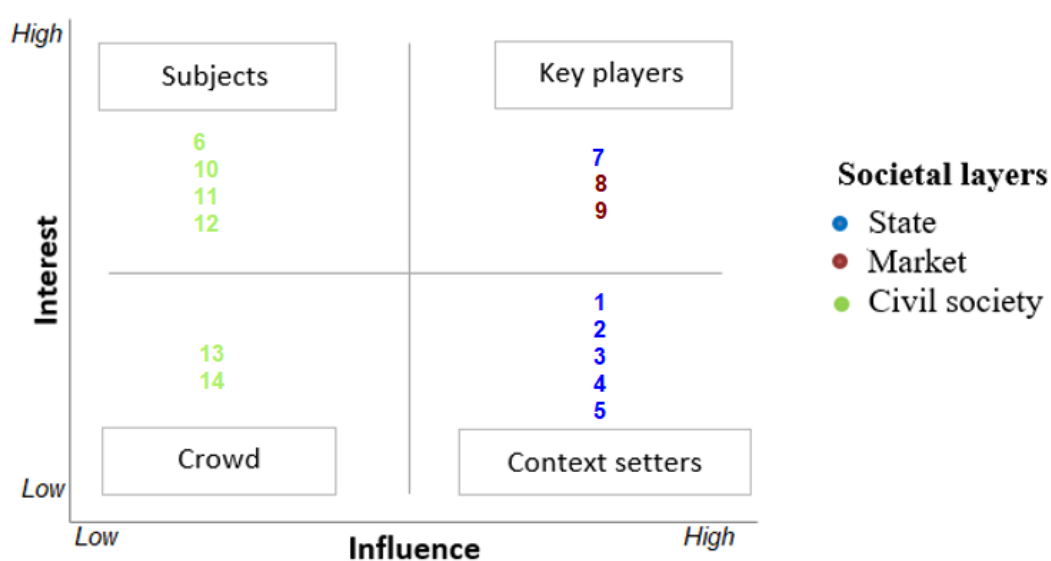 High
Subjects
Key players
6
10
11
12
7
8
9
Interest
13
14
1
2
3
4
5
Crowd
Context setters
Low
Low
Influence
High
Societal layers
State
Market
Civil society